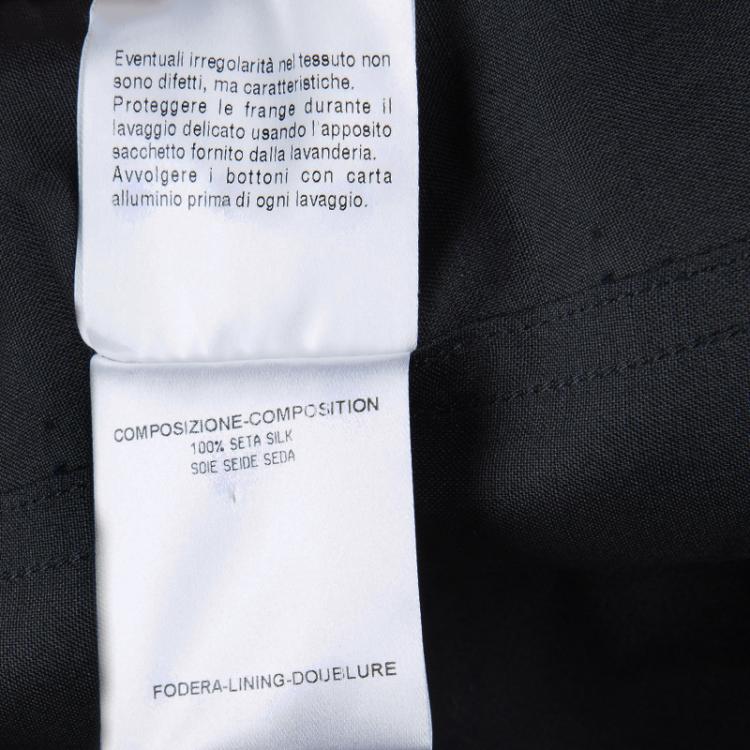 Eventuali irregolarità nel tessuto non
sono difetti, ma caratteristiche.
Proteggere le frange durante il
lavaggio delicato usando l'apposito
sacchetto fornito dalla lavanderia.
Avvolgere i bottoni con carta
alluminio prima di ogni lavaggio.
COMPOSIZIONE-COMPOSITION
100% SETA SILK
SOIE SEIDE SEDA
FODERA-LINING-DOUBLURE